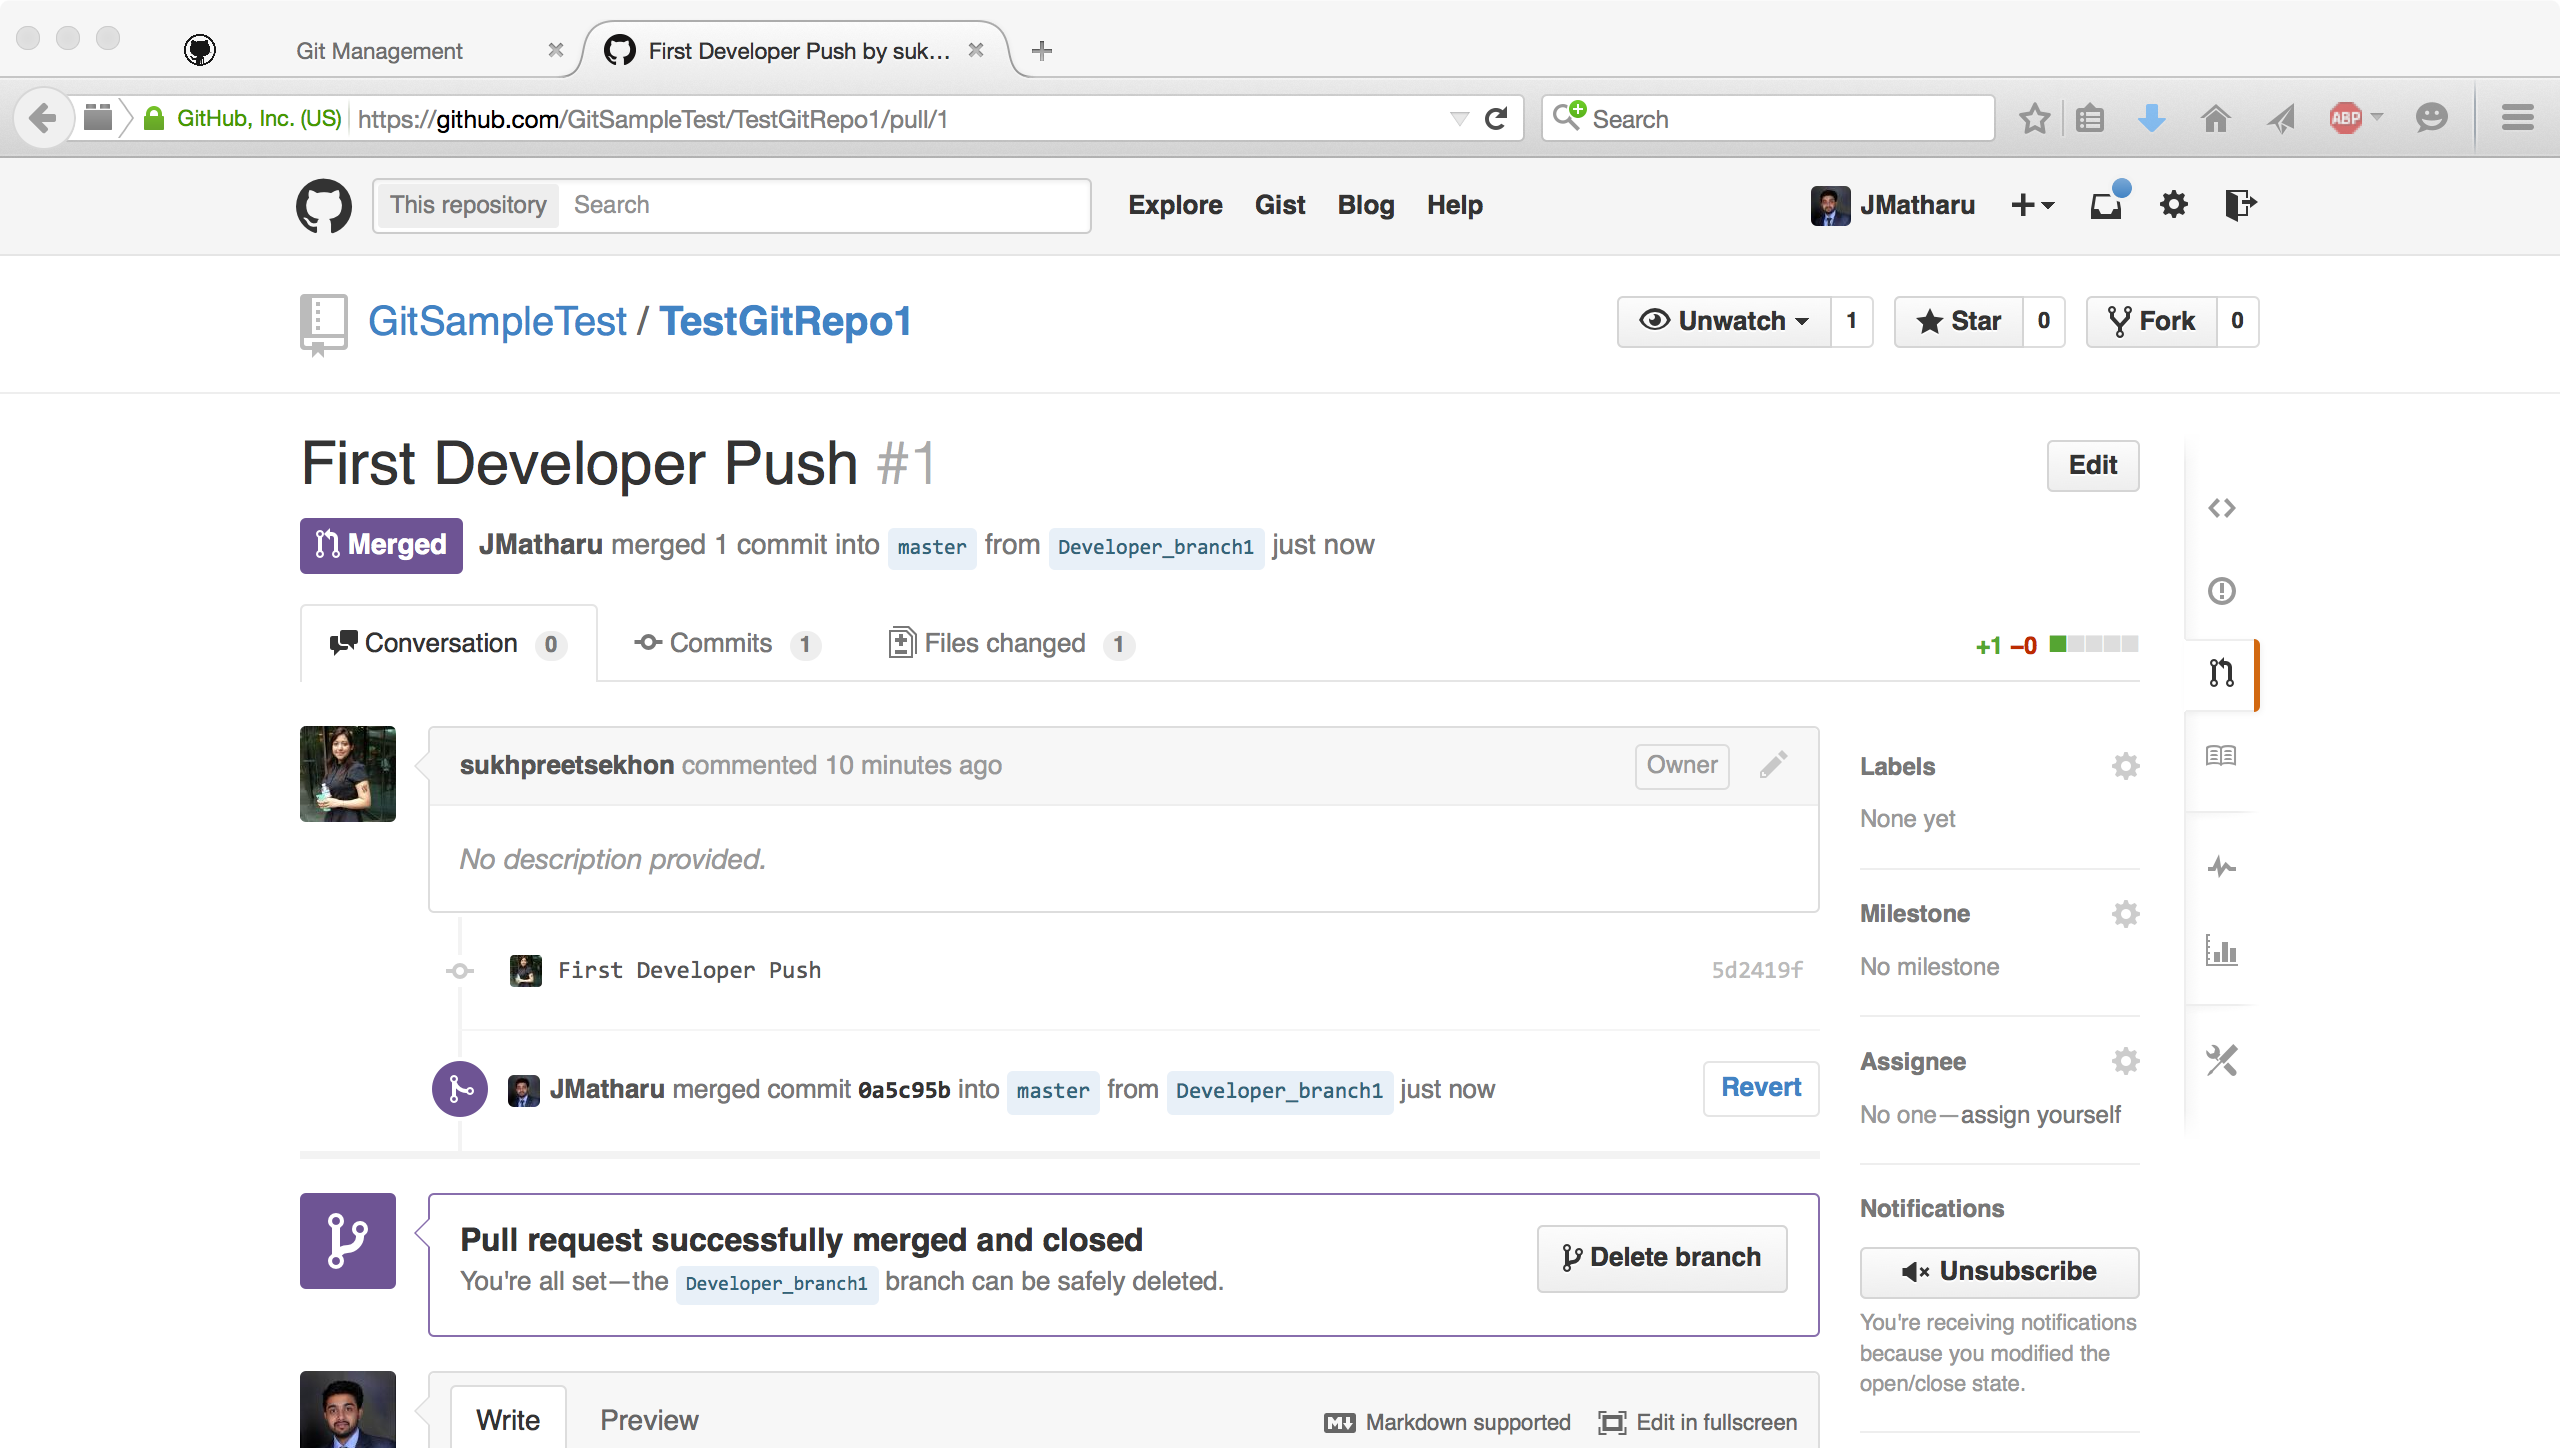 Git Management
First Developer Push by suk...
GitHub, Inc. (US) https://github.com/GitSampleTest/TestGitRepo1/pull/1
Search
ABP
This repository Search
Explore Gist Blog Help
JMatharu
GitSampleTest / TestGitRepo1
Unwatch 1
Star 0
Fork 0
First Developer Push #1
Edit
Merged JMatharu merged 1 commit into master from Developer_branch1 just now
Conversation 0 Commits 1 Files changed 1
+1 −0
sukhpreetsekhon commented 10 minutes ago
Owner
No description provided.
First Developer Push 5d2419f
JMatharu merged commit 0a5c95b into master from Developer_branch1 just now
Revert
Pull request successfully merged and closed
You're all set—the Developer_branch1 branch can be safely deleted.
Delete branch
Write Preview
Markdown supported Edit in fullscreen
Labels
None yet
Milestone
No milestone
Assignee
No one—assign yourself
Notifications
Unsubscribe
You're receiving notifications
because you modified the
open/close state.